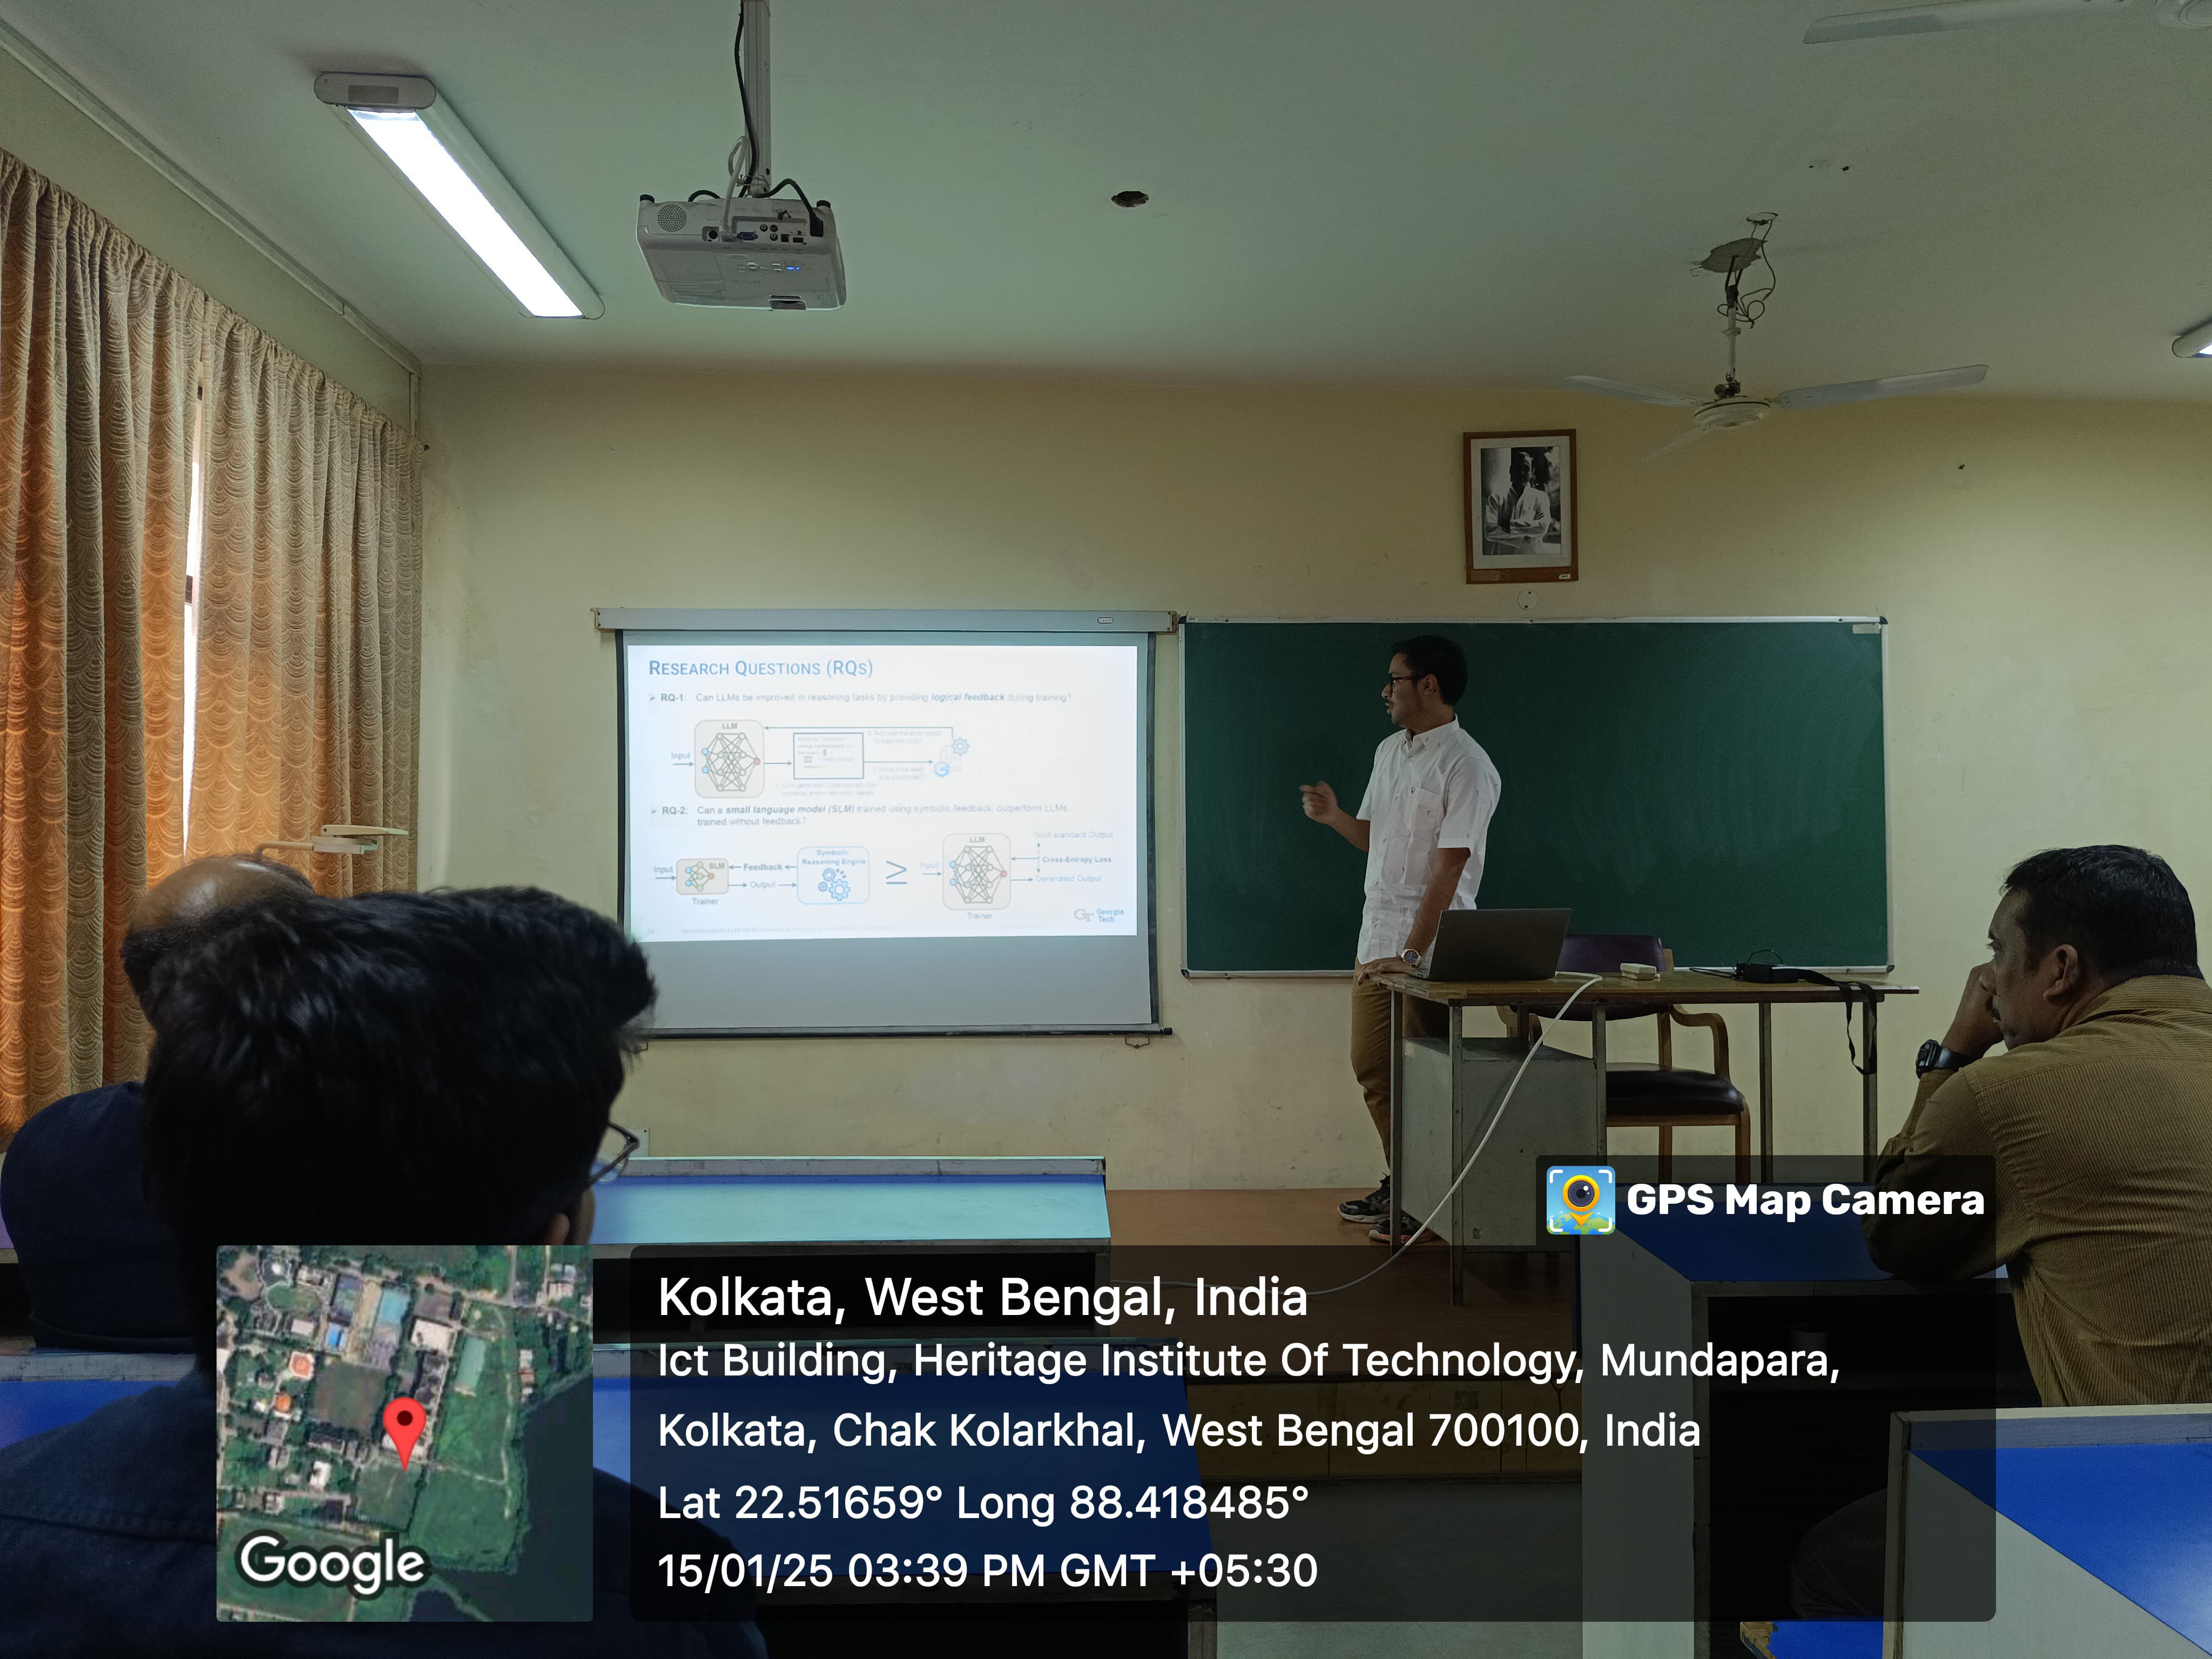 RESEARCH QUESTIONS (RQS)
RQ-1: Can LLMs be improved in reasoning tasks by providing logical feedback during training?
LLM
Input
RQ-2: Can a small language model (SLM) trained using symbolic feedback, outperform LLMs
trained without feedback?
Input
SLM
Feedback
Output
Trainer
Symbolic
Reasoning Engine
≥
Input
LLM
Trainer
Gold-standard Output
Cross-Entropy Loss
Generated Output
GT Georgia
Tech
GPS Map Camera
Kolkata, West Bengal, India
Ict Building, Heritage Institute Of Technology, Mundapara,
Kolkata, Chak Kolarkhal, West Bengal 700100, India
Lat 22.51659° Long 88.418485°
15/01/25 03:39 PM GMT +05:30
Google